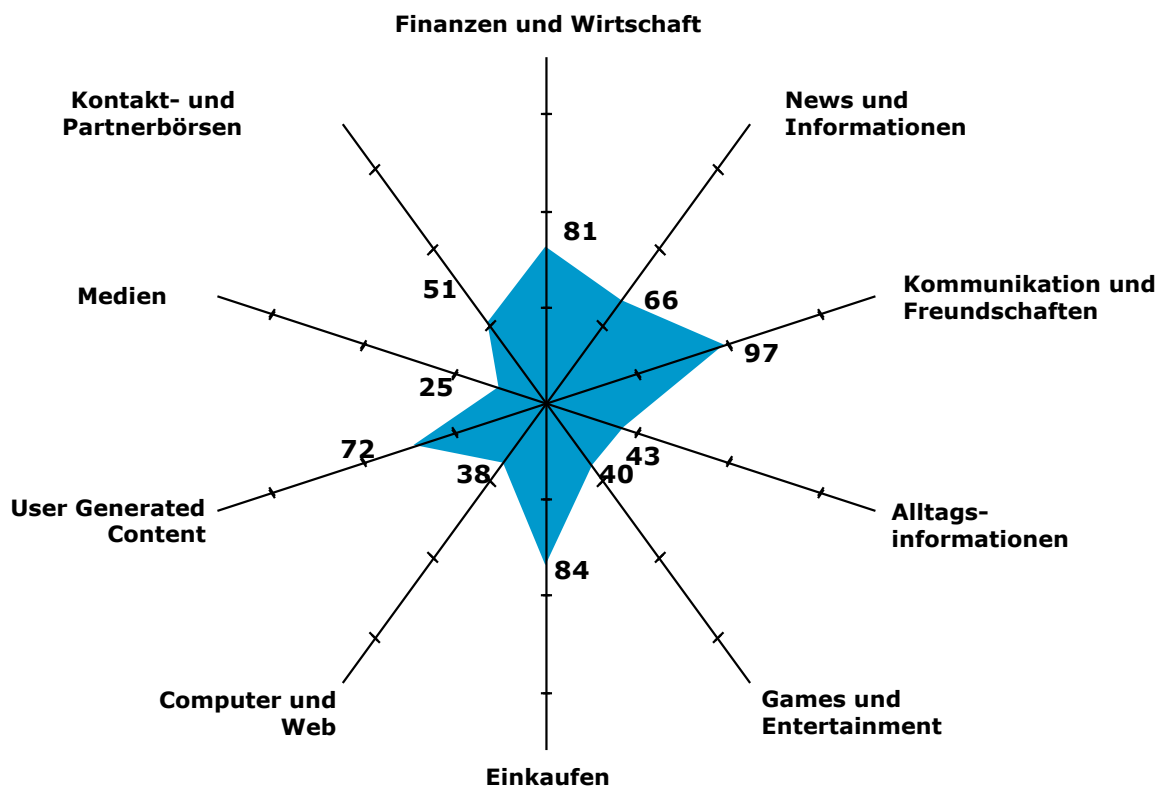 Finanzen und Wirtschaft
Kontakt- und
Partnerbörsen
News und
Informationen
81
51
66
Medien
Kommunikation und
Freundschaften
97
25
72
38
40
43
User Generated
Content
Alltags-
informationen
84
Computer und
Web
Games und
Entertainment
Einkaufen